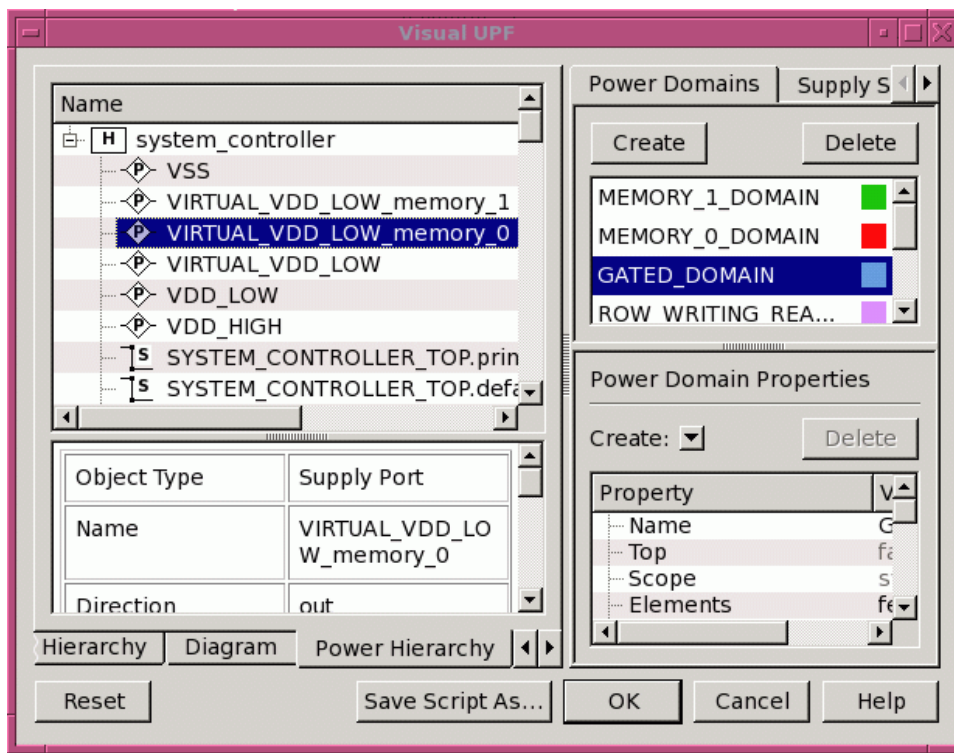 Visual UPF
Name
H system_controller
P VSS
P VIRTUAL_VDD_LOW_memory_1
P VIRTUAL_VDD_LOW_memory_0
P VIRTUAL_VDD_LOW
P VDD_LOW
P VDD_HIGH
S SYSTEM_CONTROLLER_TOP.prin
S SYSTEM_CONTROLLER_TOP.defa
Object Type Supply Port
Name VIRTUAL_VDD_LO
W_memory_0
Direction out
Hierarchy Diagram Power Hierarchy
Power Domains Supply S
Create Delete
MEMORY_1_DOMAIN
MEMORY_0_DOMAIN
GATED_DOMAIN
ROW_WRITING_REA...
Power Domain Properties
Create: Delete
Property V
Name G
Top fa
Scope s
Elements fe
Reset Save Script As... OK Cancel Help